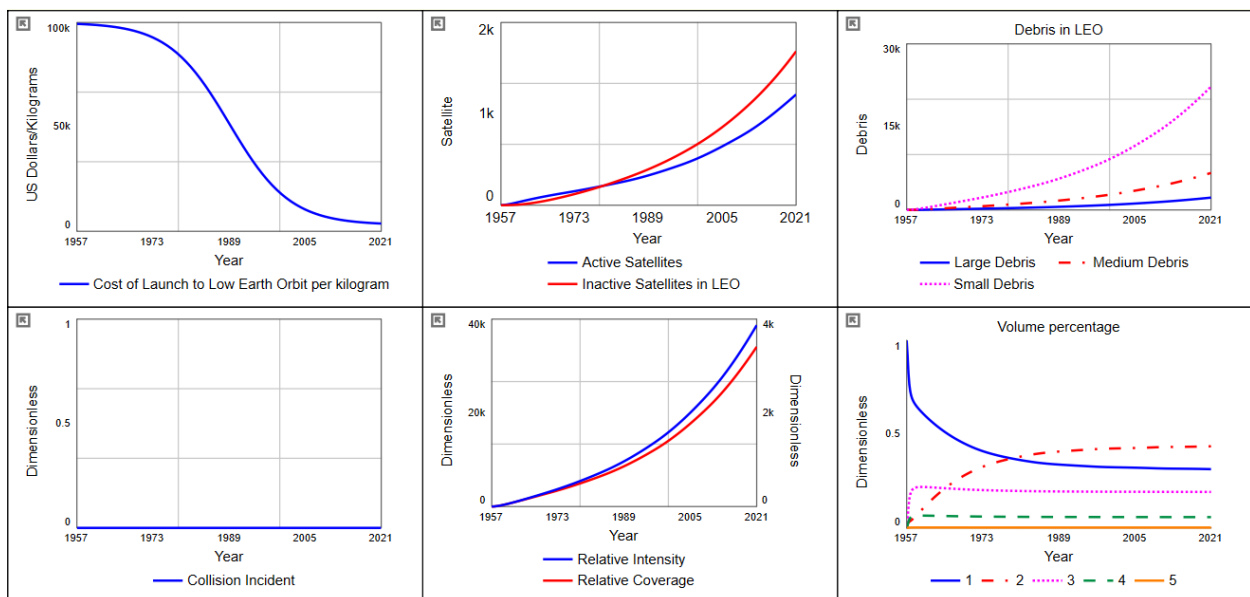 100k
50k
0
US Dollars/Kilograms
1957 1973 1989 2005 2021
Year
Cost of Launch to Low Earth Orbit per kilogram
2k
1k
0
Satellite
1957 1973 1989 2005 2021
Year
Active Satellites
Inactive Satellites in LEO
Debris in LEO
30k
15k
0
Debris
1957 1973 1989 2005 2021
Year
Large Debris Medium Debris
Small Debris
1
0.5
0
Dimensionless
1957 1973 1989 2005 2021
Year
Collision Incident
40k 4k
20k 2k
0 0
Dimensionless
Dimensionless
1957 1973 1989 2005 2021
Year
Relative Intensity
Relative Coverage
Volume percentage
1
0.5
0
Dimensionless
1957 1973 1989 2005 2021
Year
1 2 3 4 5